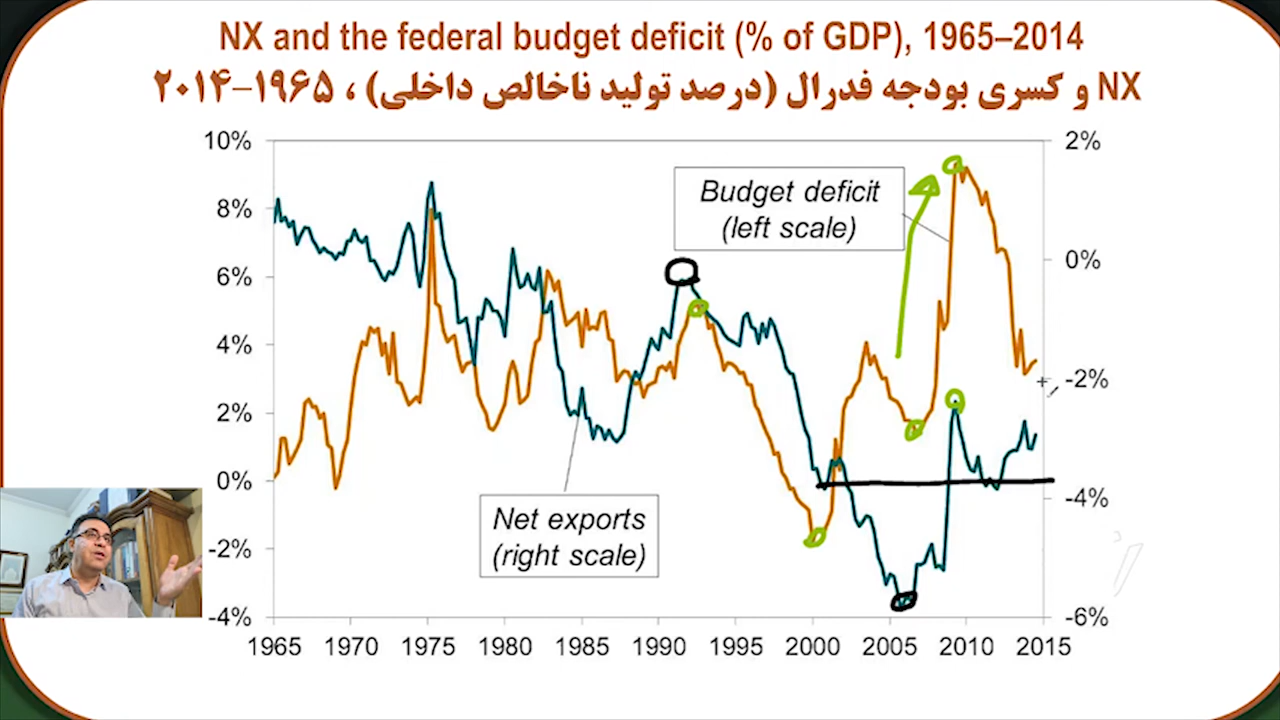 NX and the federal budget deficit (% of GDP), 1965–2014
NX و کسری بودجه فدرال (درصد تولید ناخالص داخلی) ، ۱۹۶۵–۲۰۱۴
10%
8%
6%
4%
2%
0%
-2%
-4%
2%
0%
-2%
-4%
-6%
Budget deficit
(left scale)
Net exports
(right scale)
1965 1970 1975 1980 1985 1990 1995 2000 2005 2010 2015